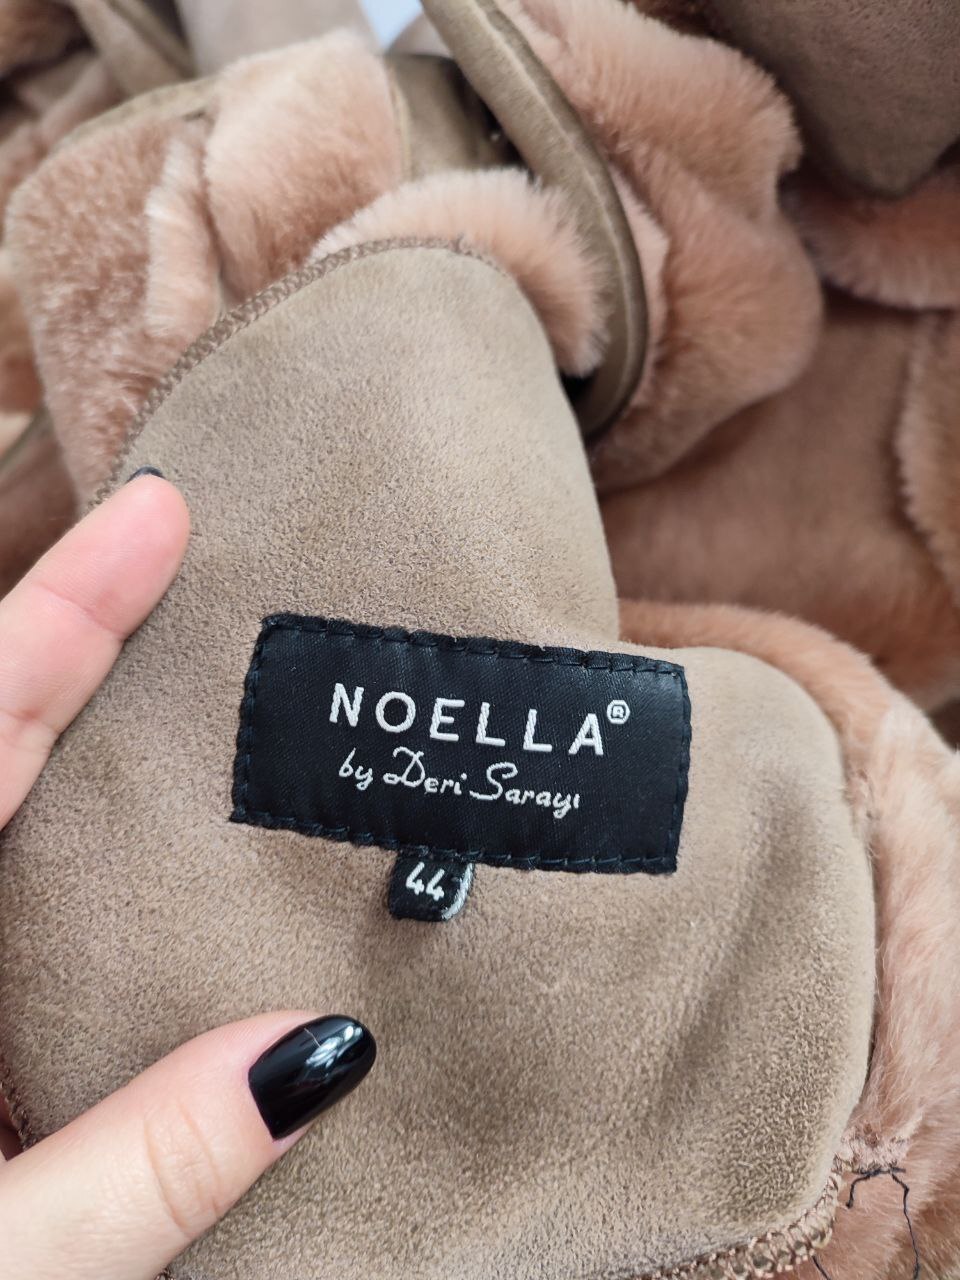 NOELLA®
by Deri Sarayı
44